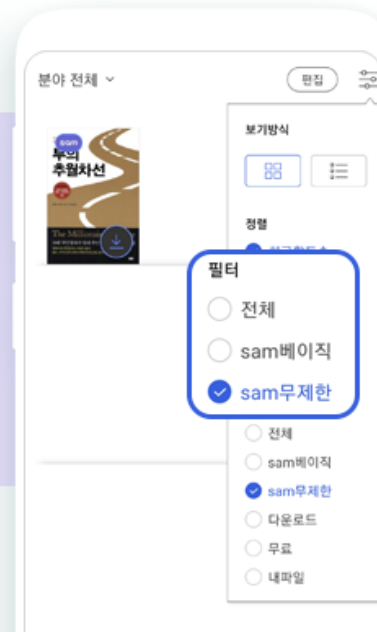 분야 전체
편집
보기방식
sam
부의
추월차선
The Millionaire
정렬
필터
전체
sam베이직
sam무제한
전체
sam베이직
sam무제한
다운로드
무료
내파일